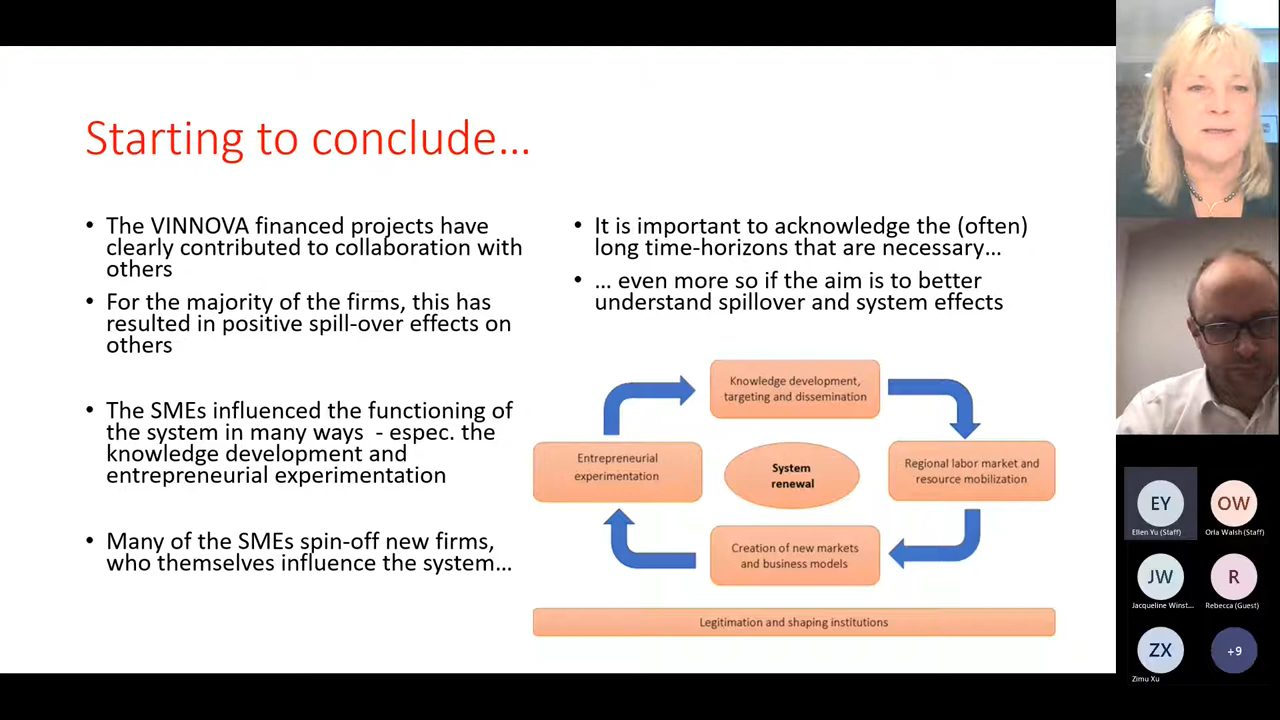 Starting to conclude...
• The VINNOVA financed projects have
clearly contributed to collaboration with
others
• For the majority of the firms, this has
resulted in positive spill-over effects on
others
• The SMEs influenced the functioning of
the system in many ways - espec. the
knowledge development and
entrepreneurial experimentation
• Many of the SMEs spin-off new firms,
who themselves influence the system...
• It is important to acknowledge the (often)
long time-horizons that are necessary...
• ... even more so if the aim is to better
understand spillover and system effects
Knowledge development,
targeting and dissemination
Entrepreneurial
experimentation
System
renewal
Regional labor market and
resource mobilization
Creation of new markets
and business models
Legitimation and shaping institutions
EY
Ellen Yu (Staff)
OW
Orla Walsh (Staff)
JW
Jacqueline Winst...
R
Rebecca (Guest)
ZX
Zimu Xu
+9